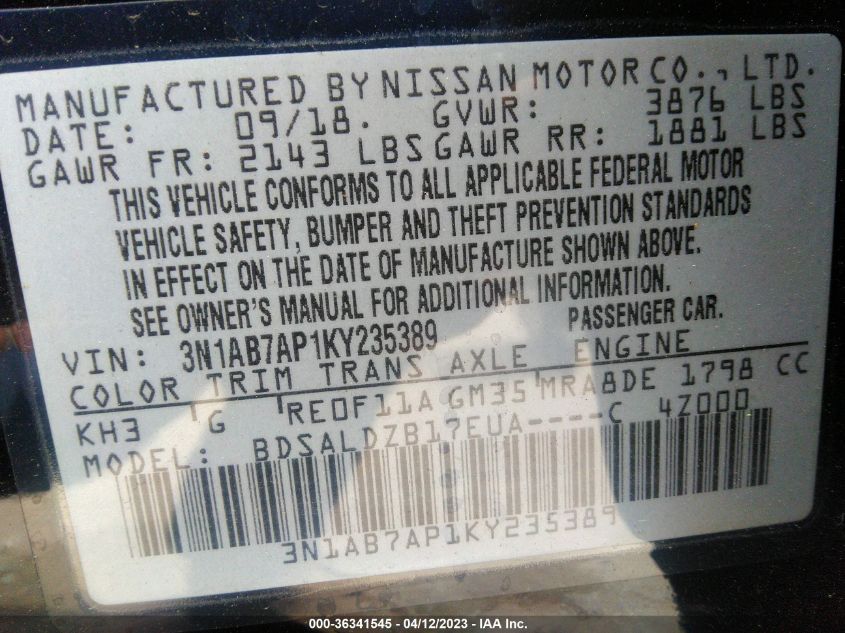 MANUFACTURED BY NISSAN MOTOR CO., LTD.
DATE: 09/18. GVWR: 3876 LBS
GAWR FR: 2143 LBS GAWR RR: 1881 LBS
THIS VEHICLE CONFORMS TO ALL APPLICABLE FEDERAL MOTOR
VEHICLE SAFETY, BUMPER AND THEFT PREVENTION STANDARDS
IN EFFECT ON THE DATE OF MANUFACTURE SHOWN ABOVE.
SEE OWNER'S MANUAL FOR ADDITIONAL INFORMATION.
VIN: 3N1AB7AP1KY235389 PASSENGER CAR.
COLOR TRIM TRANS AXLE ENGINE
KH3 G RE0F11A GM35 MRA8DE 1798 CC
MODEL: BDSALDZB17EUA----C 4Z000
3N1AB7AP1KY235389
000-36341545 - 04/12/2023 - IAA Inc.